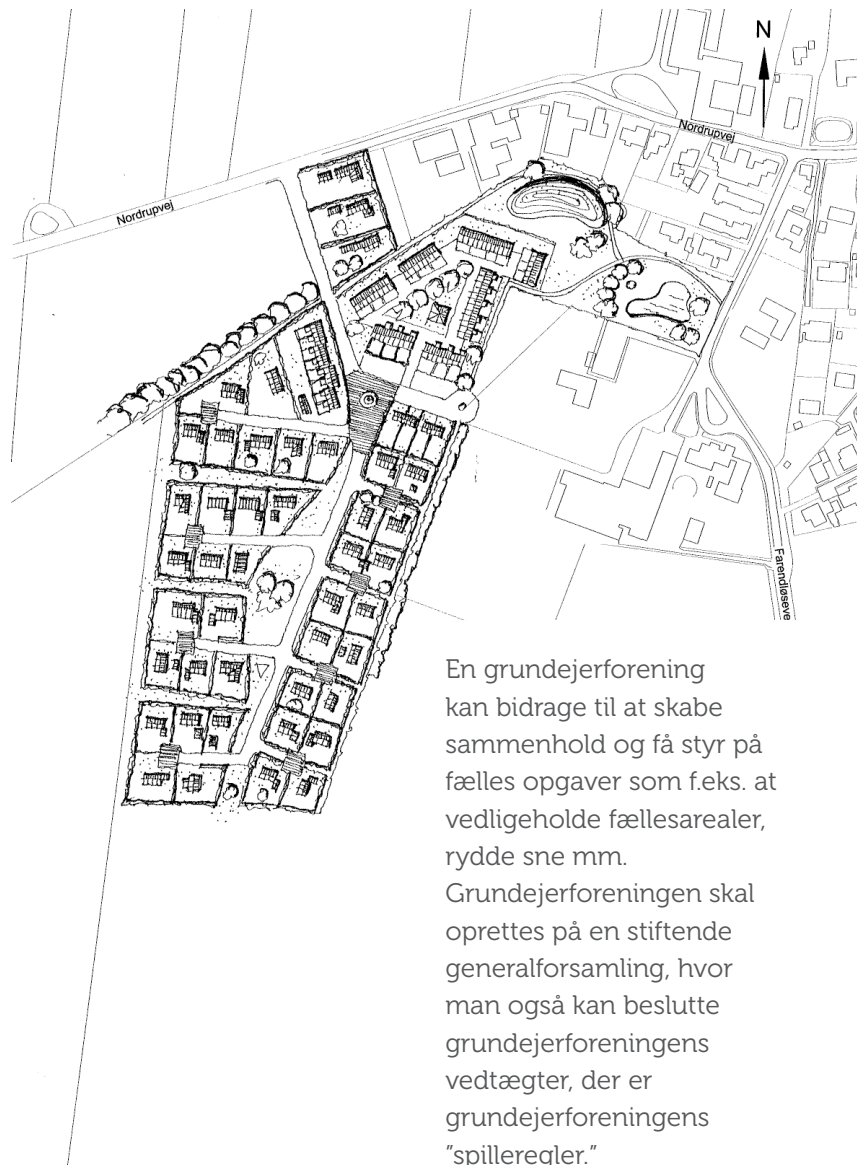 N
Nordrupvej
Nordrupvej
Farendløseve
En grundejerforening
kan bidrage til at skabe
sammenhold og få styr på
fælles opgaver som f.eks. at
vedligeholde fællesarealer,
rydde sne mm.
Grundejerforeningen skal
oprettes på en stiftende
generalforsamling, hvor
man også kan beslutte
grundejerforeningens
vedtægter, der er
grundejerforeningens
”spilleregler.”